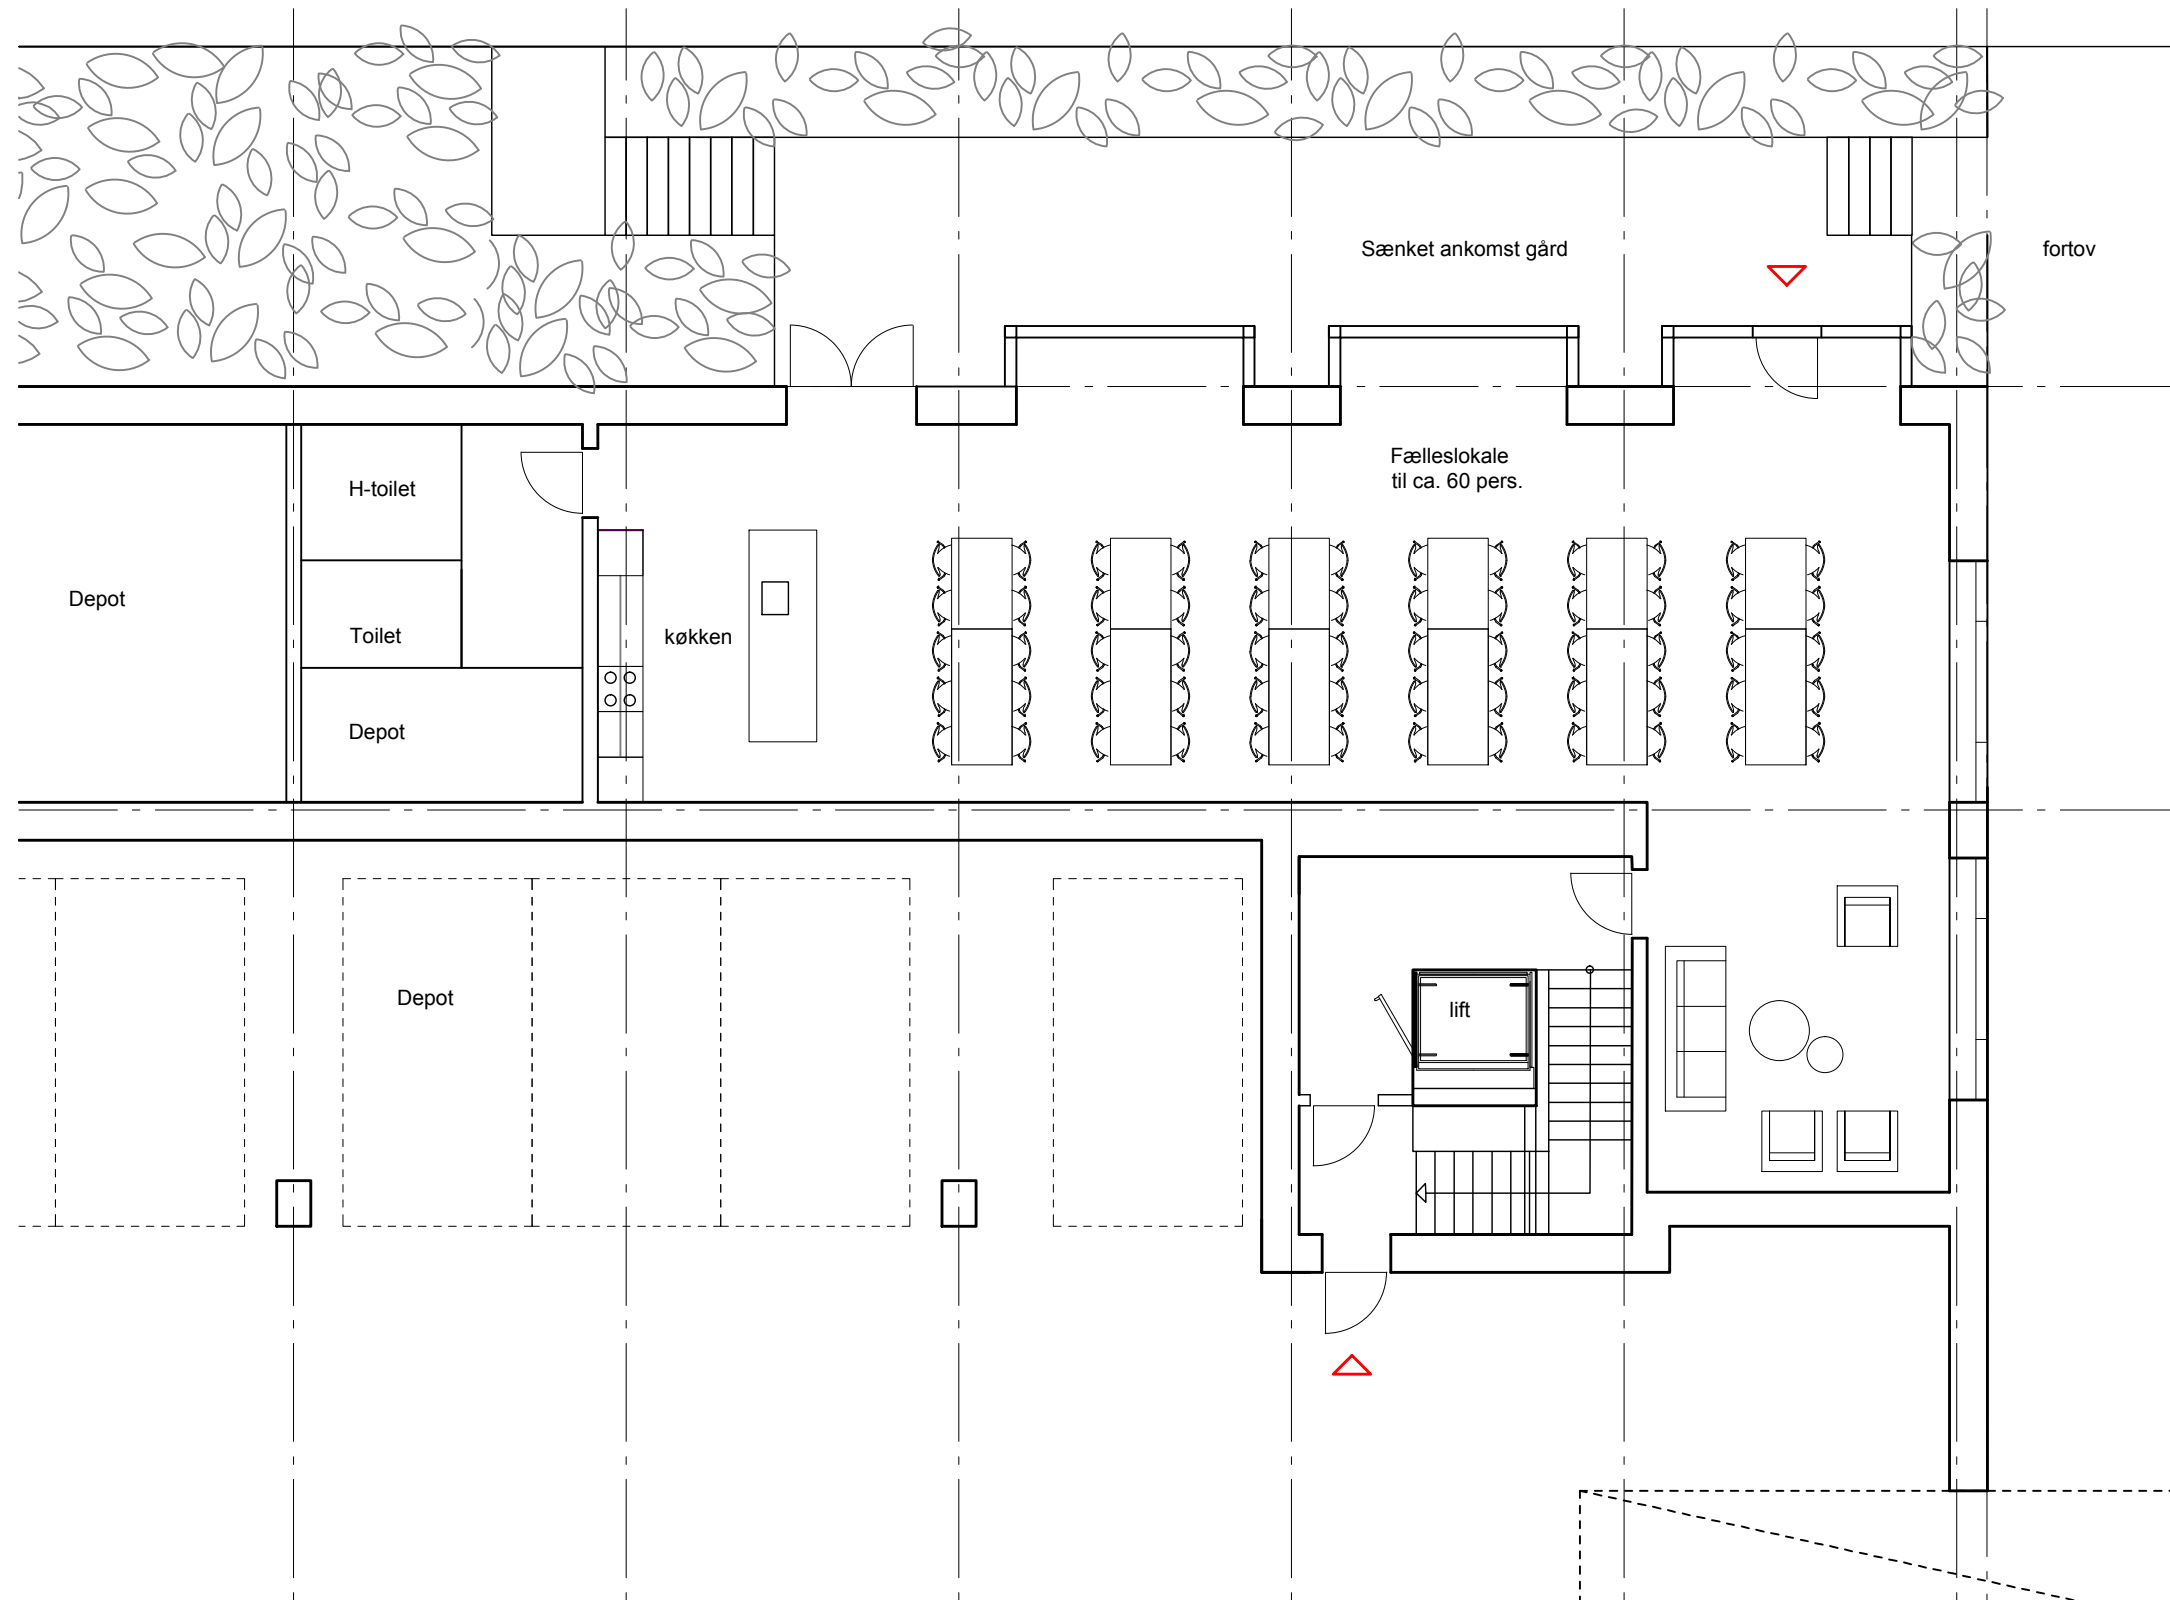 Sænket ankomst gård
fortov
Fælleslokale
til ca. 60 pers.
H-toilet
Depot
Toilet
køkken
Depot
Depot
lift